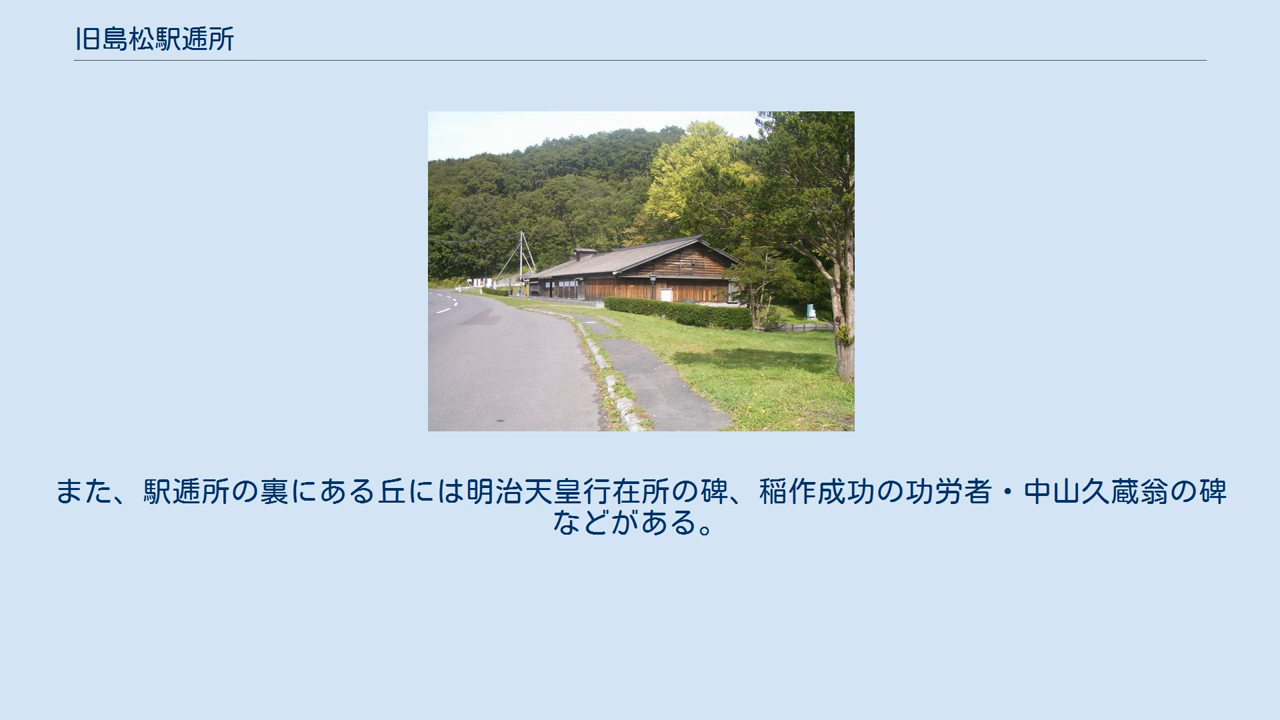 旧島松駅逓所
また、駅逓所の裏にある丘には明治天皇行在所の碑、稲作成功の功労者・中山久蔵翁の碑
などがある。